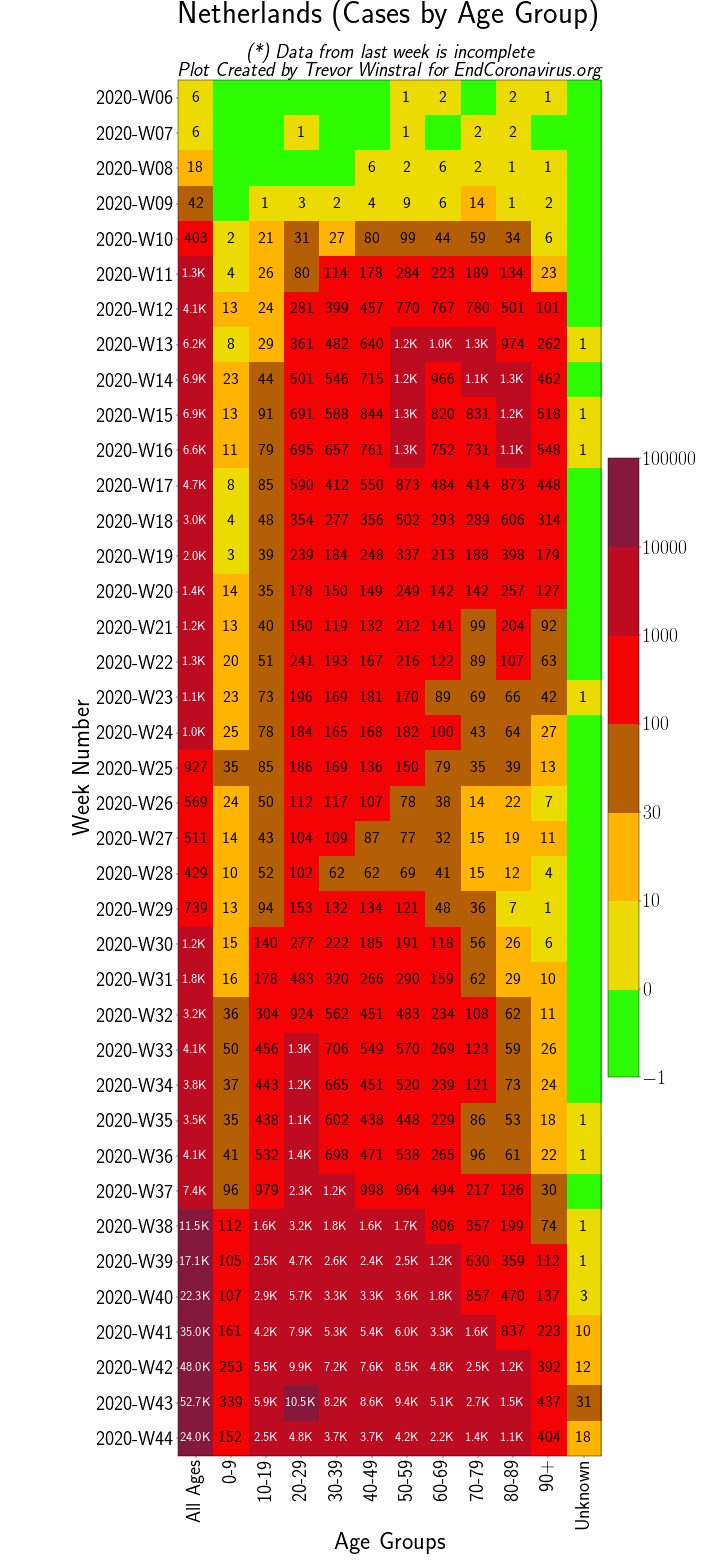 Netherlands (Cases by Age Group)
(*) Data from last week is incomplete
Plot Created by Trevor Winstral for EndCoronavirus.org
2020-W06 6 1 2 2 1
2020-W07 6 1 1 2 2
2020-W08 18 6 2 6 2 1 1
2020-W09 42 1 3 2 4 9 6 14 1 2
2020-W10 403 2 21 31 27 80 99 44 59 34 6
2020-W11 1.3K 4 26 80 114 178 284 223 189 134 23
2020-W12 4.1K 13 24 281 399 457 770 767 780 501 101
2020-W13 6.2K 8 29 361 482 640 1.2K 1.0K 1.3K 974 262 1
2020-W14 6.9K 23 44 501 546 715 1.2K 966 1.1K 1.3K 462
2020-W15 6.9K 13 91 691 588 844 1.3K 820 831 1.2K 518 1
2020-W16 6.6K 11 79 695 657 761 1.3K 752 731 1.1K 548 1
2020-W17 4.7K 8 85 590 412 550 873 484 414 873 448
2020-W18 3.0K 4 48 354 277 356 502 293 289 606 314
2020-W19 2.0K 3 39 239 184 248 337 213 188 398 179
2020-W20 1.4K 14 35 178 150 149 249 142 142 257 127
2020-W21 1.2K 13 40 150 119 132 212 141 99 204 92
2020-W22 1.3K 20 51 241 193 167 216 122 89 107 63
2020-W23 1.1K 23 73 196 169 181 170 89 69 66 42 1
2020-W24 1.0K 25 78 184 165 168 182 100 43 64 27
2020-W25 927 35 85 186 169 136 150 79 35 39 13
2020-W26 569 24 50 112 117 107 78 38 14 22 7
2020-W27 511 14 43 104 109 87 77 32 15 19 11
2020-W28 429 10 52 102 62 62 69 41 15 12 4
2020-W29 739 13 94 153 132 134 121 48 36 7 1
2020-W30 1.2K 15 140 277 222 185 191 118 56 26 6
2020-W31 1.8K 16 178 483 320 266 290 159 62 29 10
2020-W32 3.2K 36 304 924 562 451 483 234 108 62 11
2020-W33 4.1K 50 456 1.3K 706 549 570 269 123 59 26
2020-W34 3.8K 37 443 1.2K 665 451 520 239 121 73 24
2020-W35 3.5K 35 438 1.1K 602 438 448 229 86 53 18 1
2020-W36 4.1K 41 532 1.4K 698 471 538 265 96 61 22 1
2020-W37 7.4K 96 979 2.3K 1.2K 998 964 494 217 126 30
2020-W38 11.5K 112 1.6K 3.2K 1.8K 1.6K 1.7K 806 357 199 74 1
2020-W39 17.1K 105 2.5K 4.7K 2.6K 2.4K 2.5K 1.2K 630 359 112 1
2020-W40 22.3K 107 2.9K 5.7K 3.3K 3.3K 3.6K 1.8K 857 470 137 3
2020-W41 35.0K 161 4.2K 7.9K 5.3K 5.4K 6.0K 3.3K 1.6K 837 223 10
2020-W42 48.0K 253 5.5K 9.9K 7.2K 7.6K 8.5K 4.8K 2.5K 1.2K 392 12
2020-W43 52.7K 339 5.9K 10.5K 8.2K 8.6K 9.4K 5.1K 2.7K 1.5K 437 31
2020-W44 24.0K 152 2.5K 4.8K 3.7K 3.7K 4.2K 2.2K 1.4K 1.1K 404 18
All Ages 0-9 10-19 20-29 30-39 40-49 50-59 60-69 70-79 80-89 90+ Unknown
Age Groups
Week Number
100000
10000
1000
100
30
10
0
−1